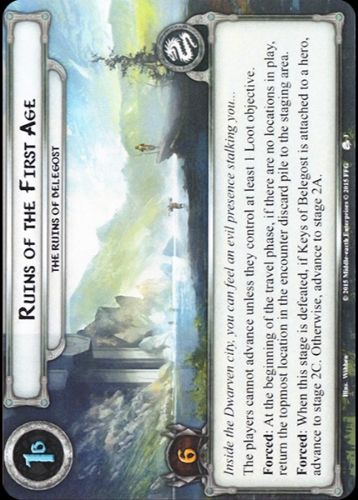 1B
RUINS OF THE FIRST AGE
THE RUINS OF BELEGOST
6
Inside the Dwarven city, you can feel an evil presence stalking you...
The players cannot advance unless they control at least 1 Loot objective.
Forced: At the beginning of the travel phase, if there are no locations in play,
return the topmost location in the encounter discard pile to the staging area.
Forced: When this stage is defeated, if Keys of Belegost is attached to a hero,
advance to stage 2C. Otherwise, advance to stage 2A.
Illus. Wibben © 2015 Middle-earth Enterprises © 2015 FFG